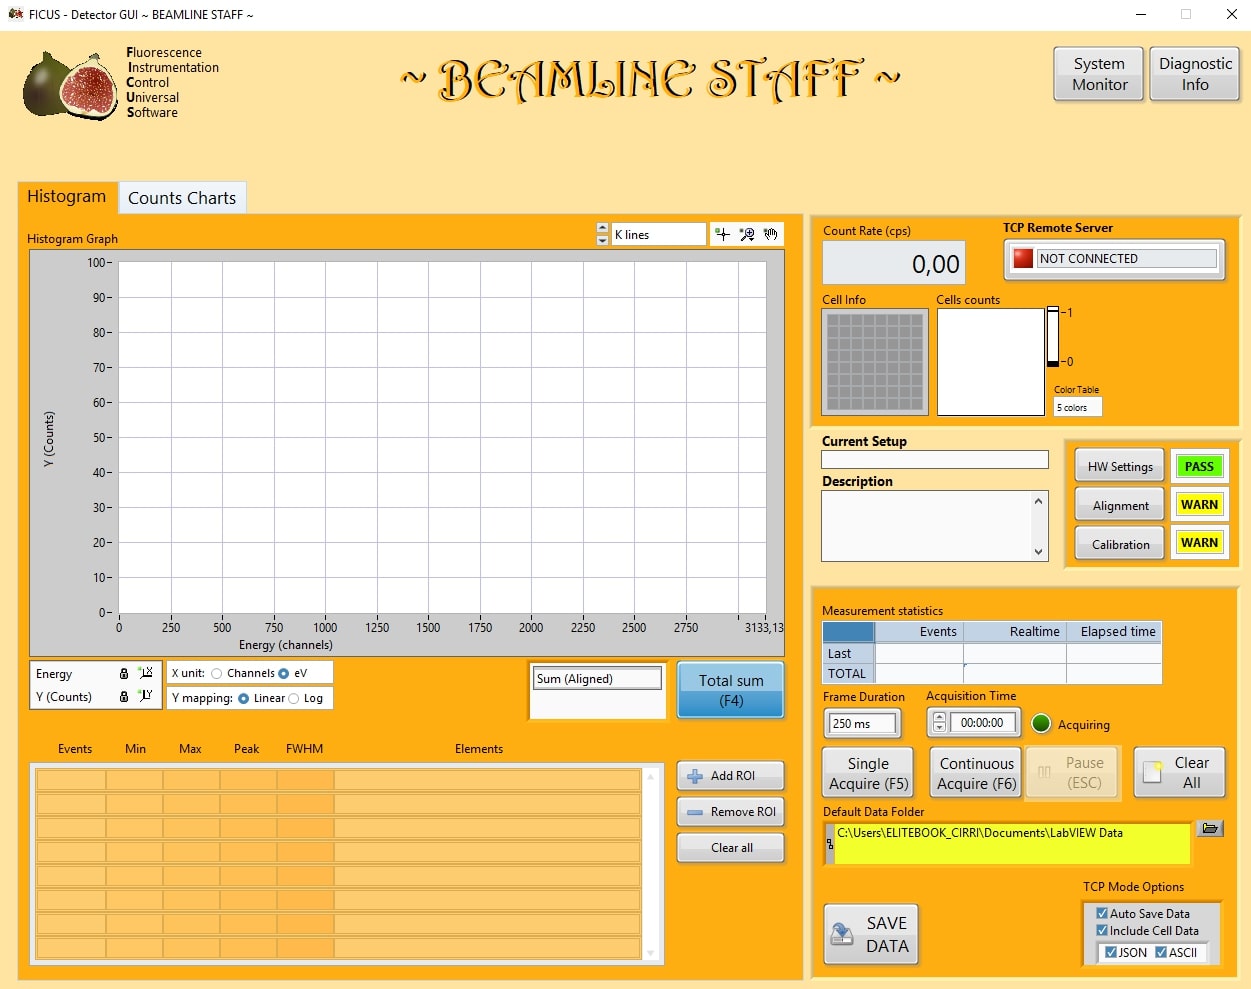 FICUS - Detector GUI ~ BEAMLINE STAFF ~
Fluorescence
Instrumentation
Control
Universal
Software
~ BEAMLINE STAFF ~
System Monitor
Diagnostic Info
Histogram
Counts Charts
Histogram Graph
K lines
100
90
80
70
60
50
40
30
20
10
0
Y (Counts)
0 250 500 750 1000 1250 1500 1750 2000 2250 2500 2750 3133,13
Energy (channels)
Energy
Y (Counts)
X unit: Channels eV
Y mapping: Linear Log
Sum (Aligned)
Total sum
(F4)
Events Min Max Peak FWHM Elements
Add ROI
Remove ROI
Clear all
Count Rate (cps)
0,00
TCP Remote Server
NOT CONNECTED
Cell Info
Cells counts
1
0
Color Table
5 colors
Current Setup
Description
HW Settings PASS
Alignment WARN
Calibration WARN
Measurement statistics
Events Realtime Elapsed time
Last
TOTAL
Frame Duration
250 ms
Acquisition Time
00:00:00
Acquiring
Single
Acquire (F5)
Continuous
Acquire (F6)
Pause
(ESC)
Clear
All
Default Data Folder
C:\Users\ELITEBOOK_CIRRI\Documents\LabVIEW Data
SAVE
DATA
TCP Mode Options
Auto Save Data
Include Cell Data
JSON ASCII